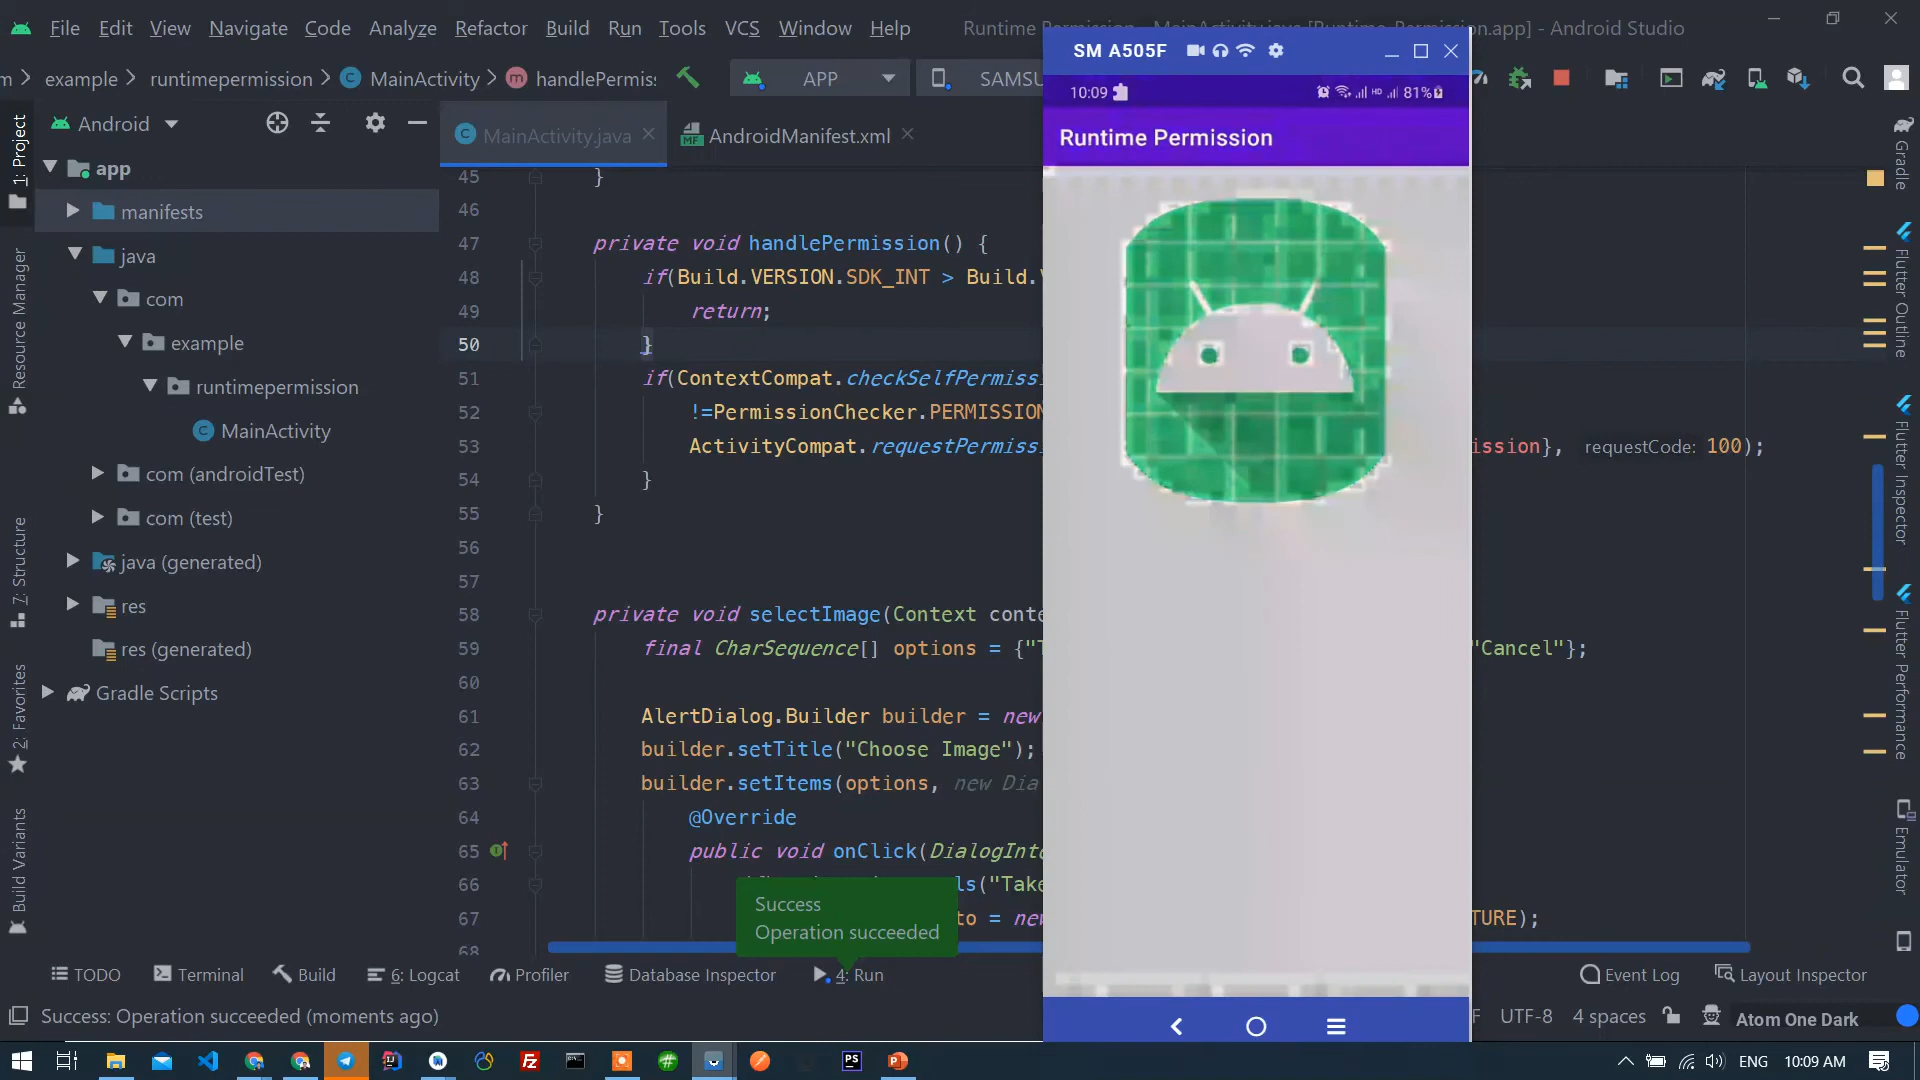 File Edit View Navigate Code Analyze Refactor Build Run Tools VCS Window Help
Runtime
n.app] - Android Studio
m example runtimepermission MainActivity handlePermiss
APP
SAMSU
SM A505F
10:09
HD
81%
Runtime Permission
Android
MainActivity.java
AndroidManifest.xml
app
manifests
java
com
example
runtimepermission
MainActivity
com (androidTest)
com (test)
java (generated)
res
res (generated)
Gradle Scripts
1: Project
Resource Manager
7: Structure
2: Favorites
Build Variants
45 }
46
47 private void handlePermission() {
48 if(Build.VERSION.SDK_INT > Build.
49 return;
50 }
51 if(ContextCompat.checkSelfPermiss
52 !=PermissionChecker.PERMISSION
53 ActivityCompat.requestPermiss
ission}, requestCode: 100);
54 }
55 }
56
57
58 private void selectImage(Context conte
59 final CharSequence[] options = {"
"Cancel"};
60
61 AlertDialog.Builder builder = new
62 builder.setTitle("Choose Image");
63 builder.setItems(options, new Dia
64 @Override
65 public void onClick(DialogInt
66 ls("Take
67 to = new
TURE);
68
Success
Operation succeeded
Gradle
Flutter Outline
Flutter Inspector
Flutter Performance
Emulator
TODO Terminal Build 6: Logcat Profiler Database Inspector 4: Run
Event Log Layout Inspector
Success: Operation succeeded (moments ago)
UTF-8 4 spaces Atom One Dark
PS
ENG 10:09 AM